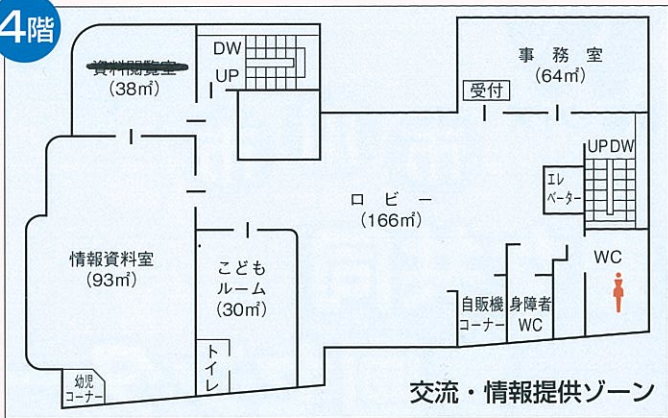 4階
資料閲覧室
(38㎡)
DW
UP
事務室
(64㎡)
受付
UP DW
エレ
ベーター
ロビー
(166㎡)
情報資料室
(93㎡)
こども
ルーム
(30㎡)
トイレ
幼児
コーナー
自販機
コーナー
身障者
WC
WC
交流・情報提供ゾーン